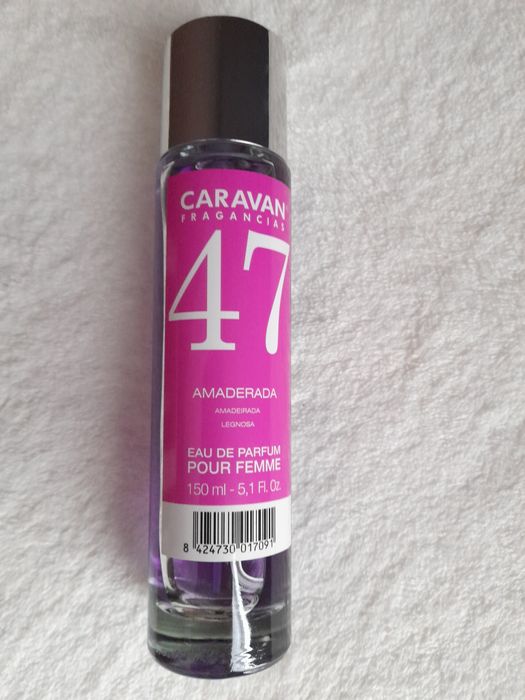 CARAVAN
FRAGANCIAS
47
AMADERADA
AMADEIRADA
LEGNOSA
EAU DE PARFUM
POUR FEMME
150 ml - 5,1 Fl. Oz.
8 424730 017091